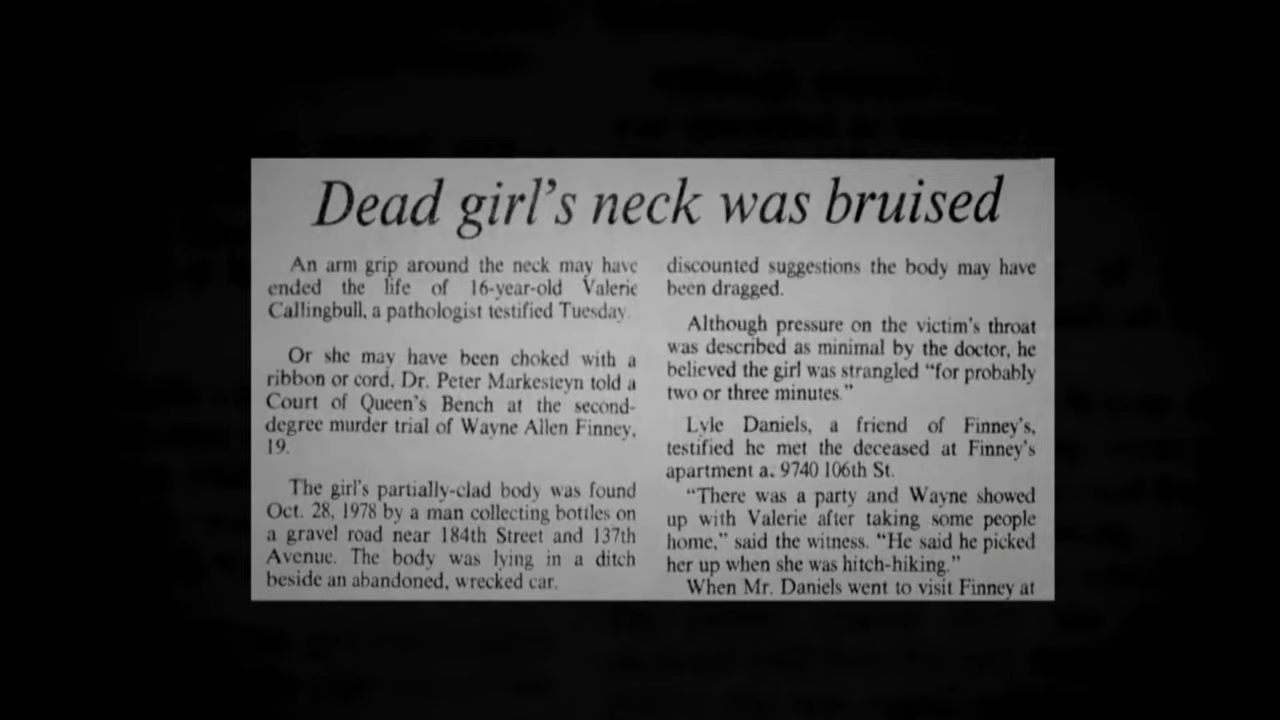 Dead girl's neck was bruised
An arm grip around the neck may have
ended the life of 16-year-old Valerie
Callingbull, a pathologist testified Tuesday.
Or she may have been choked with a
ribbon or cord, Dr. Peter Markesteyn told a
Court of Queen's Bench at the second-
degree murder trial of Wayne Allen Finney,
19.
The girl's partially-clad body was found
Oct. 28, 1978 by a man collecting bottles on
a gravel road near 184th Street and 137th
Avenue. The body was lying in a ditch
beside an abandoned, wrecked car.
discounted suggestions the body may have
been dragged.
Although pressure on the victim's throat
was described as minimal by the doctor, he
believed the girl was strangled "for probably
two or three minutes."
Lyle Daniels, a friend of Finney's,
testified he met the deceased at Finney's
apartment a. 9740 106th St.
"There was a party and Wayne showed
up with Valerie after taking some people
home," said the witness. "He said he picked
her up when she was hitch-hiking."
When Mr. Daniels went to visit Finney at